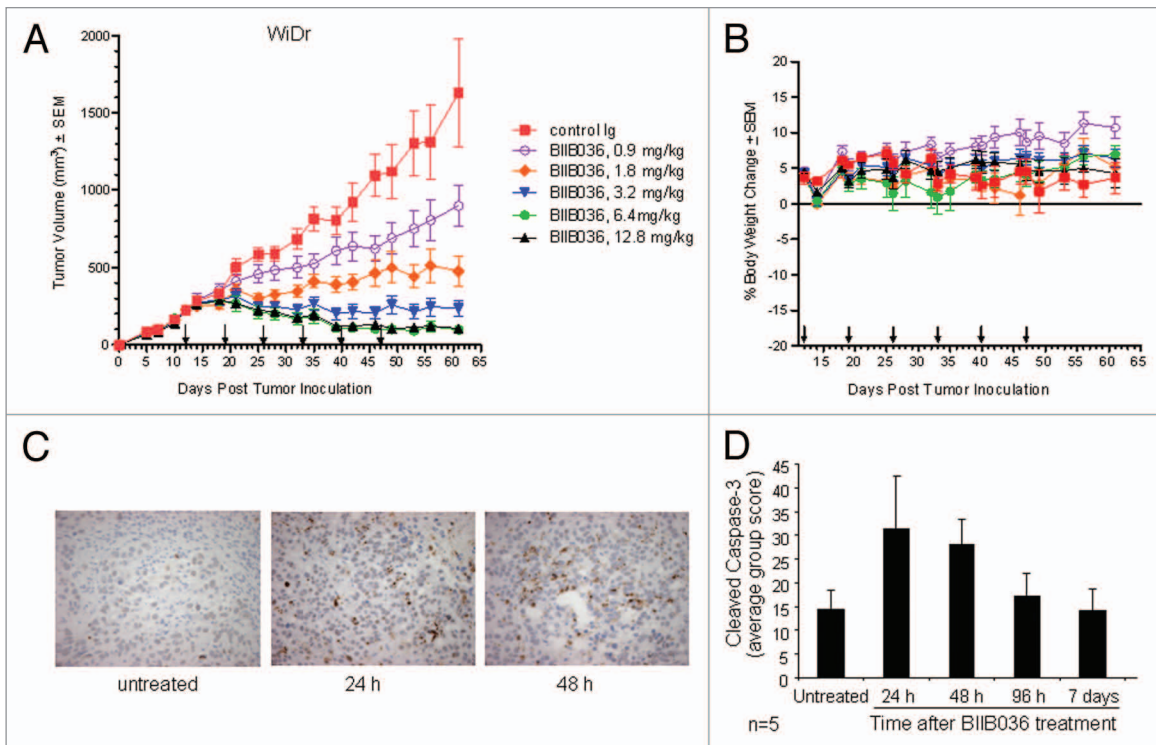 A
WiDr
Tumor Volume (mm³) ± SEM
2000
1500
1000
500
0
0 5 10 15 20 25 30 35 40 45 50 55 60 65
Days Post Tumor Inoculation
control Ig
BIIB036, 0.9 mg/kg
BIIB036, 1.8 mg/kg
BIIB036, 3.2 mg/kg
BIIB036, 6.4mg/kg
BIIB036, 12.8 mg/kg
B
% Body Weight Change ± SEM
20
15
10
5
0
5
-10
-15
-20
15 20 25 30 35 40 45 50 55 60 65
Days Post Tumor Inoculation
C
untreated
24 h
48 h
D
Cleaved Caspase-3
(average group score)
45
40
35
30
25
20
15
10
5
0
Untreated 24 h 48 h 96 h 7 days
n=5
Time after BIIB036 treatment